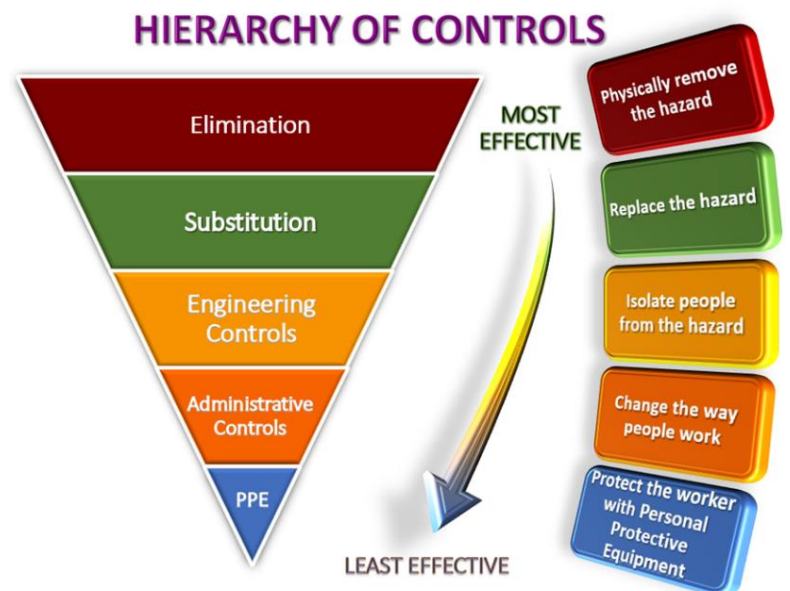 HIERARCHY OF CONTROLS
Elimination
Substitution
Engineering
Controls
Administrative
Controls
PPE
MOST
EFFECTIVE
LEAST EFFECTIVE
Physically remove
the hazard
Replace the hazard
Isolate people
from the hazard
Change the way
people work
Protect the worker
with Personal
Protective
Equipment